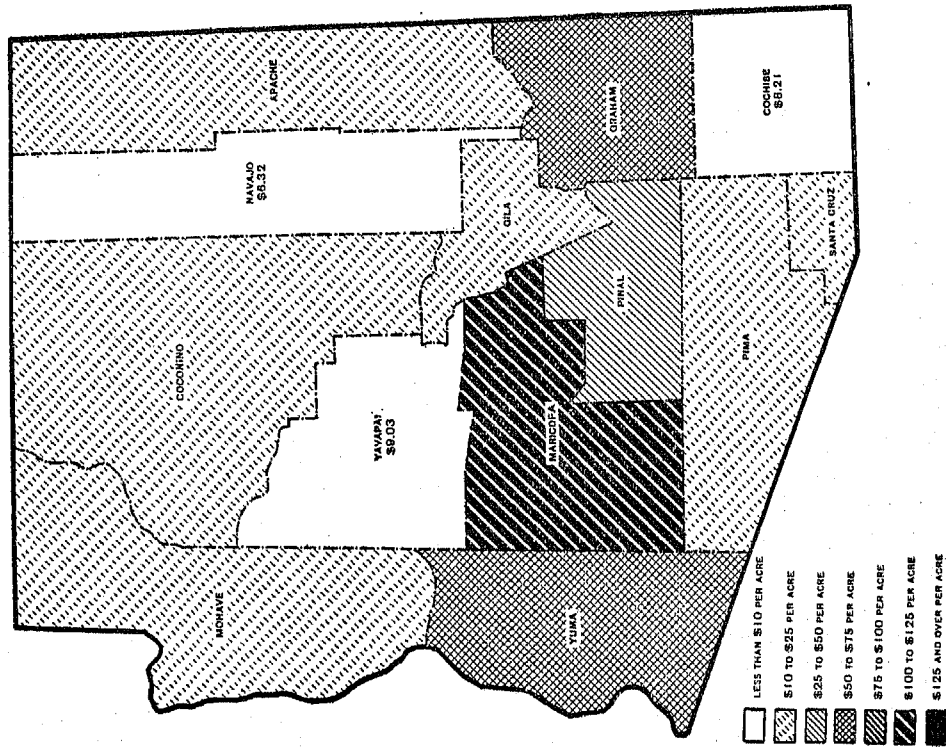 MOHAVE
COCONINO
NAVAJO
$6.32
APACHE
YAVAPAI
$9.03
GILA
YUMA
MARICOPA
PINAL
GRAHAM
PIMA
SANTA CRUZ
COCHISE
$8.21
LESS THAN $10 PER ACRE
$10 TO $25 PER ACRE
$25 TO $50 PER ACRE
$50 TO $75 PER ACRE
$75 TO $100 PER ACRE
$100 TO $125 PER ACRE
$125 AND OVER PER ACRE